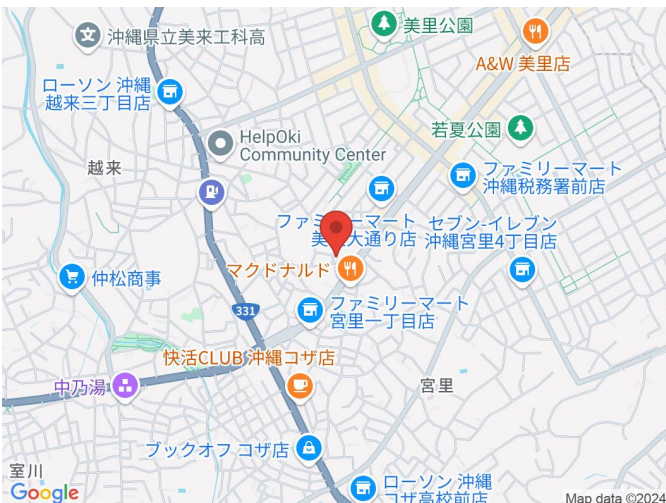 沖縄県立美来工科高
美里公園
A&W 美里店
ローソン 沖縄
越来三丁目店
HelpOki
Community Center
若夏公園
越来
ファミリーマート
沖縄税務署前店
ファミリーマート
大通り店
セブン-イレブン
沖縄宮里4丁目店
マクドナルド
仲松商事
331
ファミリーマート
宮里一丁目店
快活CLUB 沖縄コザ店
中乃湯
宮里
ブックオフ コザ店
室川
ローソン 沖縄
コザ高校前店
Google
Map data ©2024